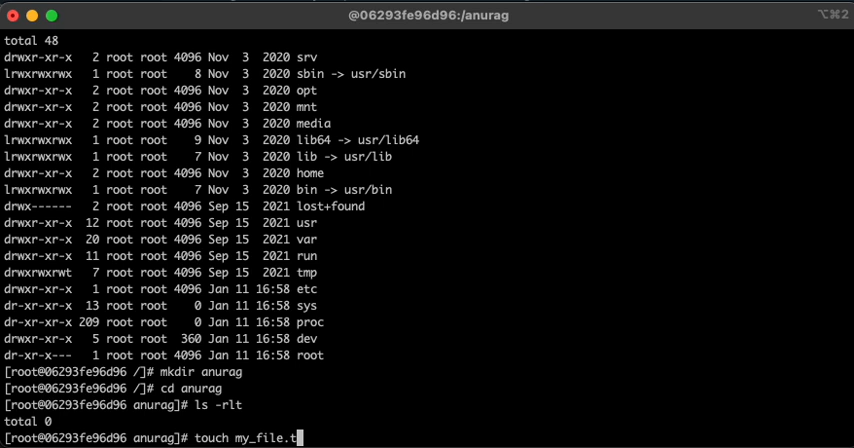 @06293fe96d96:/anurag
⌥⌘2
total 48
drwxr-xr-x   2 root root 4096 Nov  3  2020 srv
lrwxrwxrwx   1 root root    8 Nov  3  2020 sbin -> usr/sbin
drwxr-xr-x   2 root root 4096 Nov  3  2020 opt
drwxr-xr-x   2 root root 4096 Nov  3  2020 mnt
drwxr-xr-x   2 root root 4096 Nov  3  2020 media
lrwxrwxrwx   1 root root    9 Nov  3  2020 lib64 -> usr/lib64
lrwxrwxrwx   1 root root    7 Nov  3  2020 lib -> usr/lib
drwxr-xr-x   2 root root 4096 Nov  3  2020 home
lrwxrwxrwx   1 root root    7 Nov  3  2020 bin -> usr/bin
drwx------   2 root root 4096 Sep 15  2021 lost+found
drwxr-xr-x  12 root root 4096 Sep 15  2021 usr
drwxr-xr-x  20 root root 4096 Sep 15  2021 var
drwxr-xr-x  11 root root 4096 Sep 15  2021 run
drwxrwxrwt   7 root root 4096 Sep 15  2021 tmp
drwxr-xr-x   1 root root 4096 Jan 11 16:58 etc
dr-xr-xr-x  13 root root    0 Jan 11 16:58 sys
dr-xr-xr-x 209 root root    0 Jan 11 16:58 proc
drwxr-xr-x   5 root root  360 Jan 11 16:58 dev
dr-xr-x---   1 root root 4096 Jan 11 16:58 root
[root@06293fe96d96 /]# mkdir anurag
[root@06293fe96d96 /]# cd anurag
[root@06293fe96d96 anurag]# ls -rlt
total 0
[root@06293fe96d96 anurag]# touch my_file.t